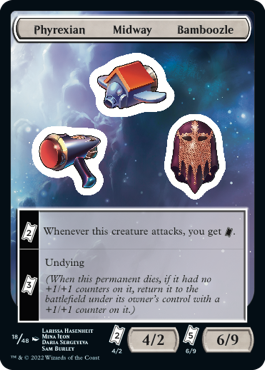 Phyrexian Midway Bamboozle
2 Whenever this creature attacks, you get .
3 Undying
(When this permanent dies, if it had no
+1/+1 counters on it, return it to the
battlefield under its owner's control with a
+1/+1 counter on it.)
18/48
Larissa Hasenheit
Mina Jeon
Daria Sergeyeva
Sam Burley
™ & © 2022 Wizards of the Coast
2 4/2
4/2
5 6/9
6/9